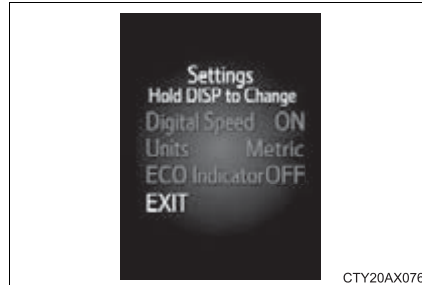 Settings
Hold DISP to Change
Digital Speed ON
Units Metric
ECO Indicator OFF
EXIT
CTY20AX076